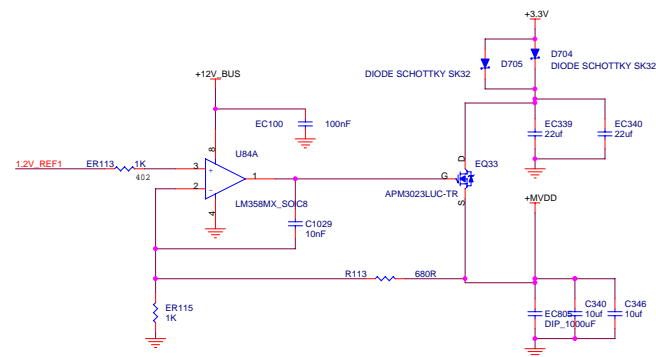 +3.3V
D705
D704
DIODE SCHOTTKY SK32
DIODE SCHOTTKY SK32
+12V_BUS
EC100
100nF
EC339
22uf
EC340
22uf
U84A
8
1.2V_REF1
ER113
1K
402
3
+
2
-
1
4
LM358MX_SOIC8
D
G
S
EQ33
APM3023LUC-TR
C1029
10nF
+MVDD
R113
680R
ER115
1K
EC805
DIP_1000uF
C340
10uf
C346
10uf